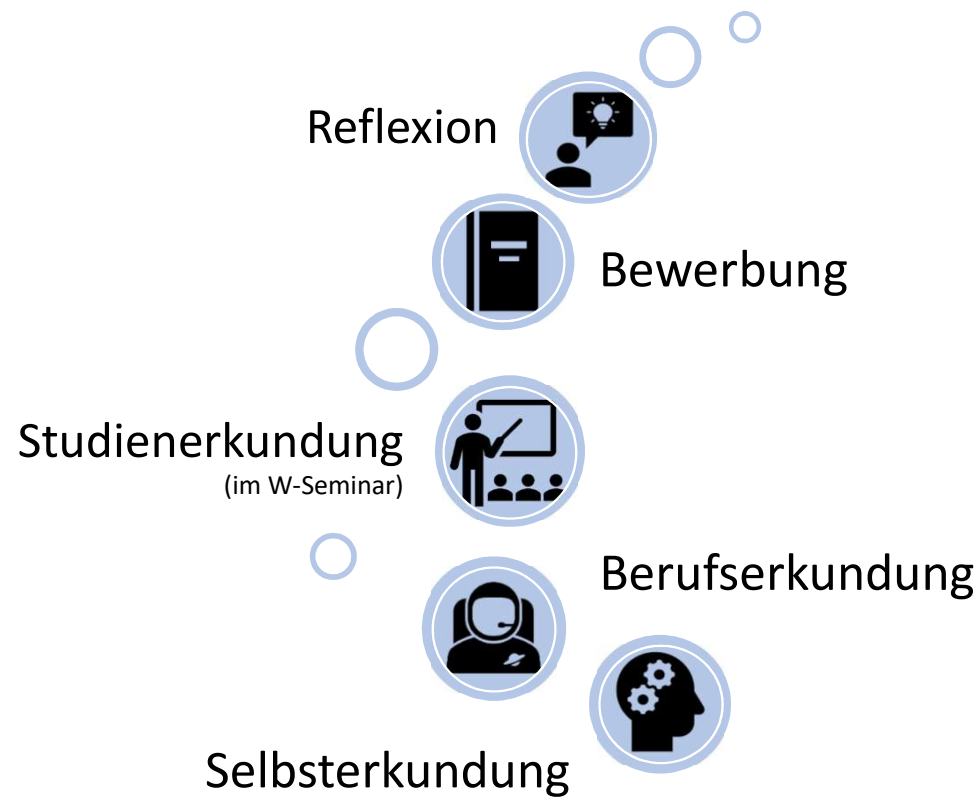 Reflexion
Bewerbung
Studienerkundung
(im W-Seminar)
Berufserkundung
Selbsterkundung